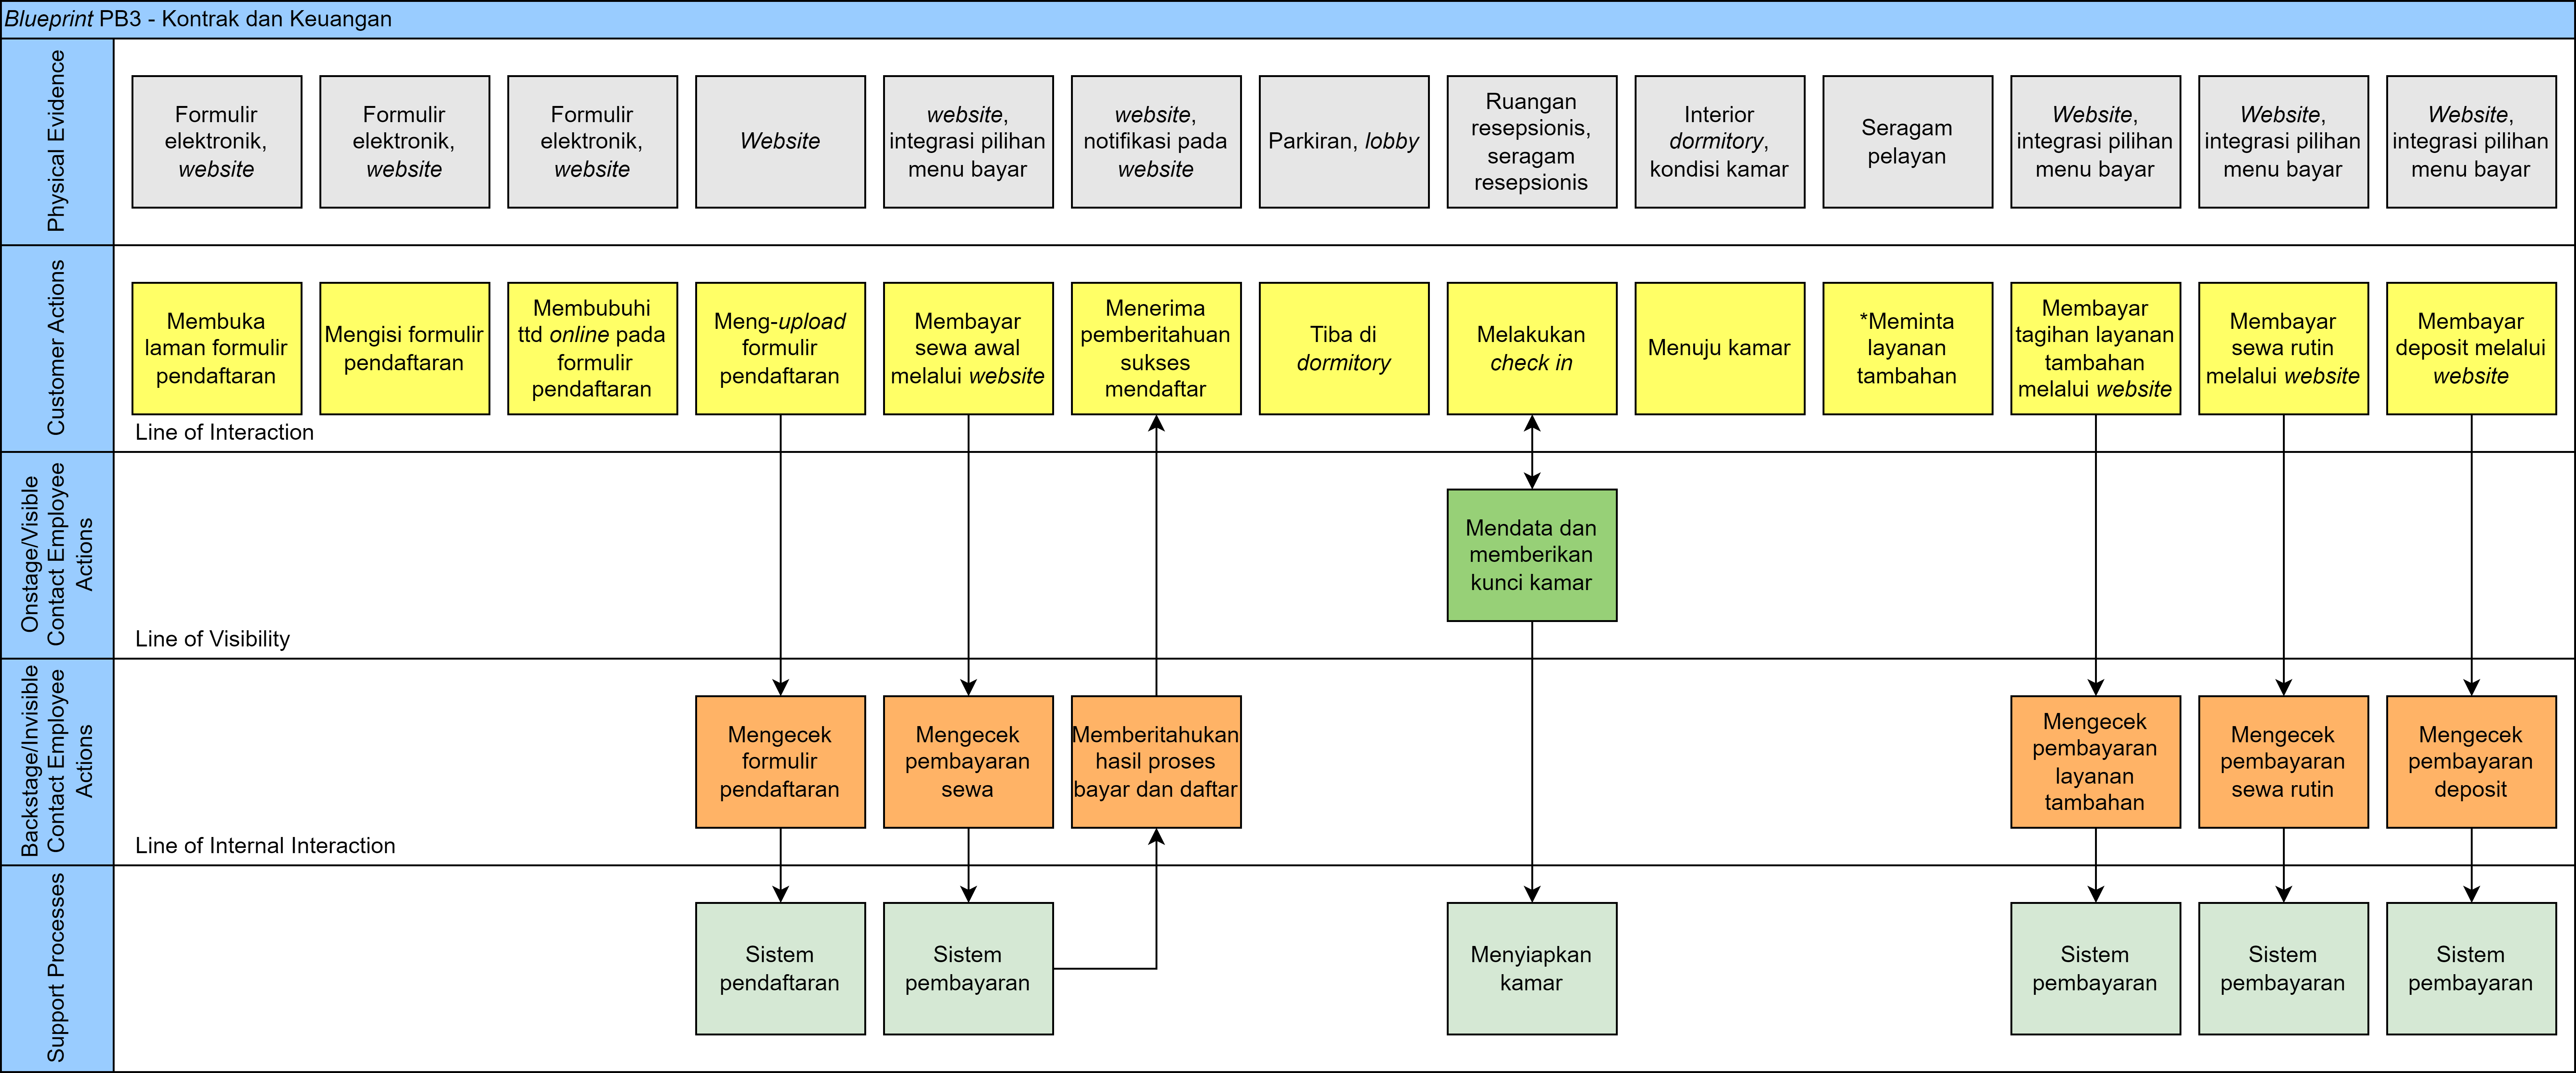 Blueprint PB3 - Kontrak dan Keuangan
Physical Evidence
Formulir
elektronik,
website
Formulir
elektronik,
website
Formulir
elektronik,
website
Website
website,
integrasi pilihan
menu bayar
website,
notifikasi pada
website
Parkiran, lobby
Ruangan
resepsionis,
seragam
resepsionis
Interior
dormitory,
kondisi kamar
Seragam
pelayan
Website,
integrasi pilihan
menu bayar
Website,
integrasi pilihan
menu bayar
Website,
integrasi pilihan
menu bayar
Customer Actions
Membuka
laman formulir
pendaftaran
Mengisi formulir
pendaftaran
Membubuhi
ttd online pada
formulir
pendaftaran
Meng-upload
formulir
pendaftaran
Membayar
sewa awal
melalui website
Menerima
pemberitahuan
sukses
mendaftar
Tiba di
dormitory
Melakukan
check in
Menuju kamar
*Meminta
layanan
tambahan
Membayar
tagihan layanan
tambahan
melalui website
Membayar
sewa rutin
melalui website
Membayar
deposit melalui
website
Line of Interaction
Onstage/Visible
Contact Employee
Actions
Mendata dan
memberikan
kunci kamar
Line of Visibility
Backstage/Invisible
Contact Employee
Actions
Mengecek
formulir
pendaftaran
Mengecek
pembayaran
sewa
Memberitahukan
hasil proses
bayar dan daftar
Mengecek
pembayaran
layanan
tambahan
Mengecek
pembayaran
sewa rutin
Mengecek
pembayaran
deposit
Line of Internal Interaction
Support Processes
Sistem
pendaftaran
Sistem
pembayaran
Menyiapkan
kamar
Sistem
pembayaran
Sistem
pembayaran
Sistem
pembayaran